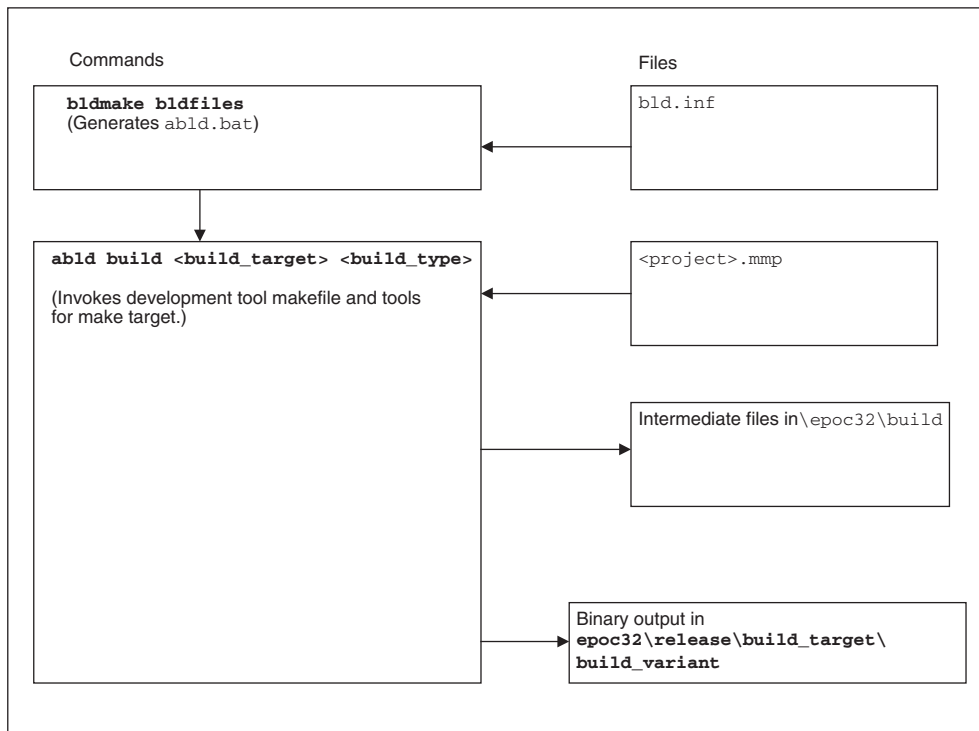 Commands
Files
bldmake bldfiles
(Generates abld.bat)
bld.inf
abld build <build_target> <build_type>
(Invokes development tool makefile and tools
for make target.)
<project>.mmp
Intermediate files in\epoc32\build
Binary output in
epoc32\release\build_target\
build_variant